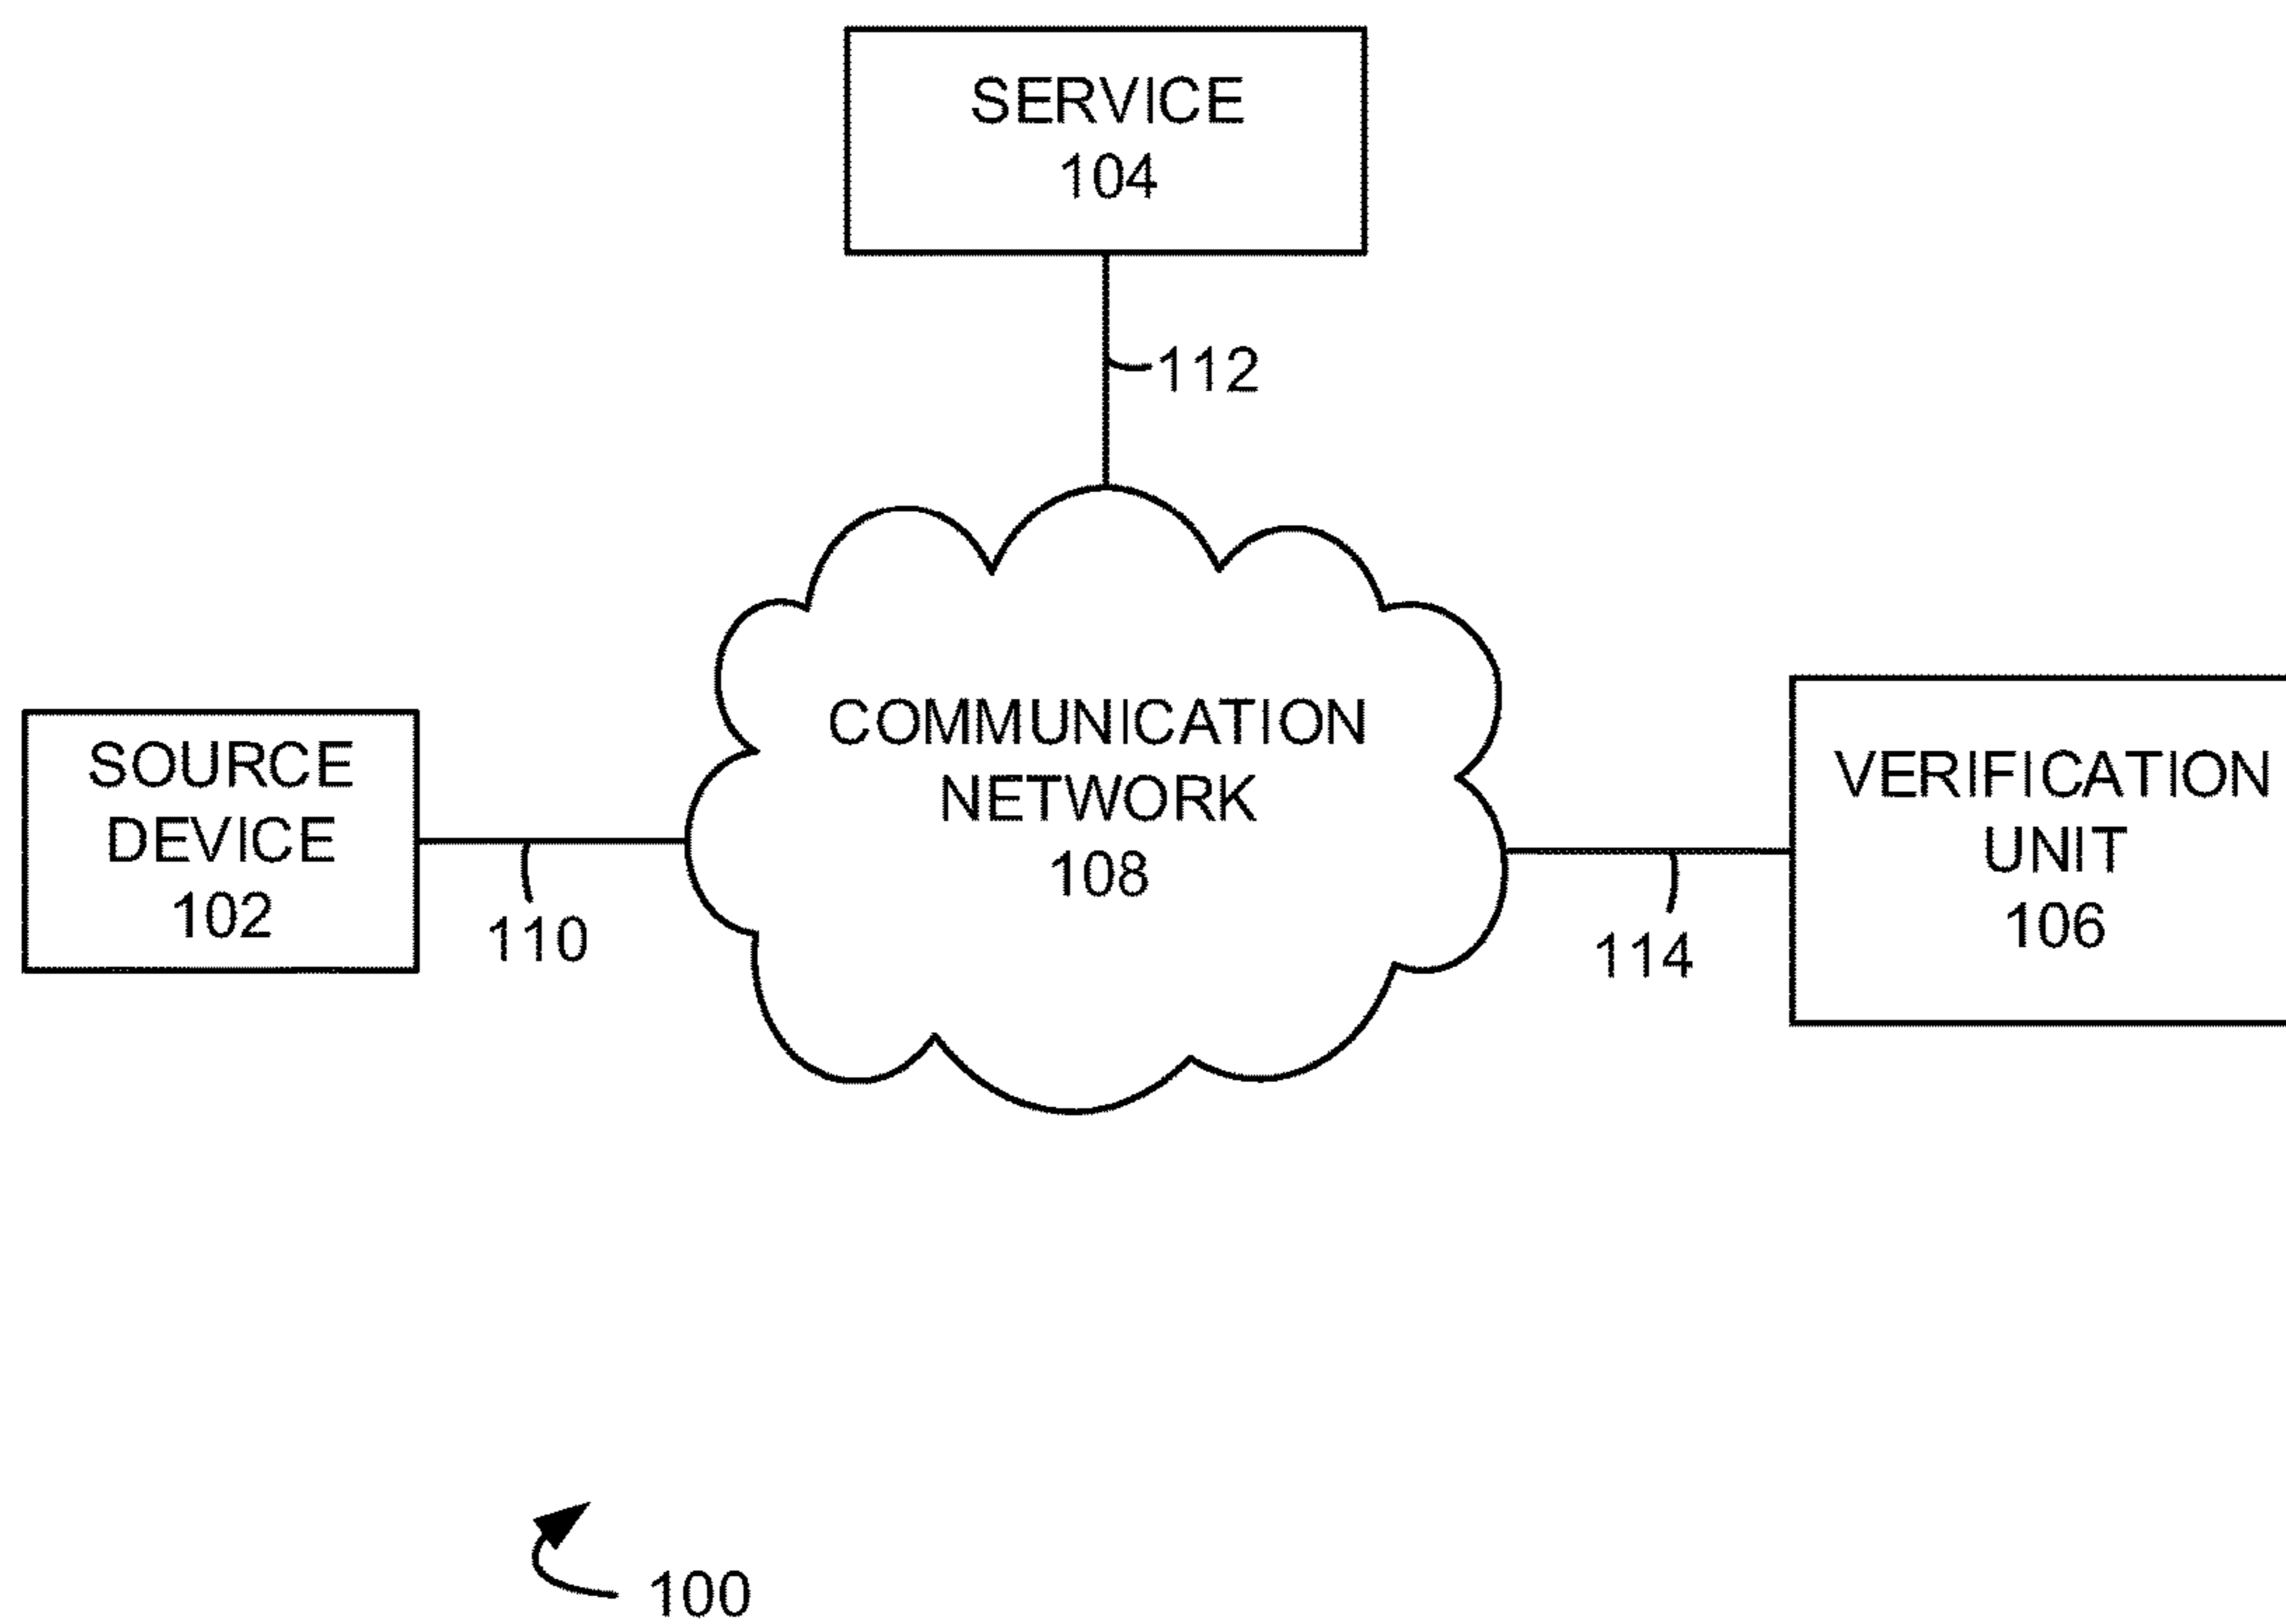 SERVICE
104
112
COMMUNICATION
NETWORK
108
SOURCE
DEVICE
102
110
VERIFICATION
UNIT
106
114
100